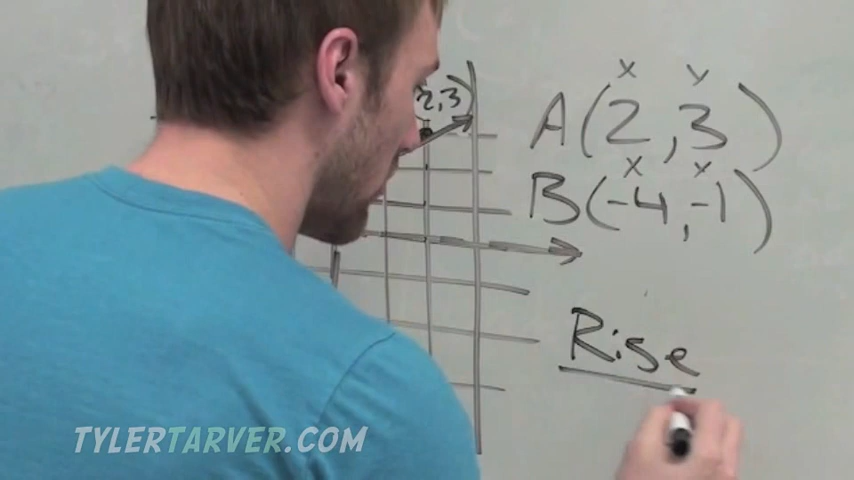 2,3)
x y
A(2,3)
x x
B(-4,-1)
Rise
TYLERTARVER.COM